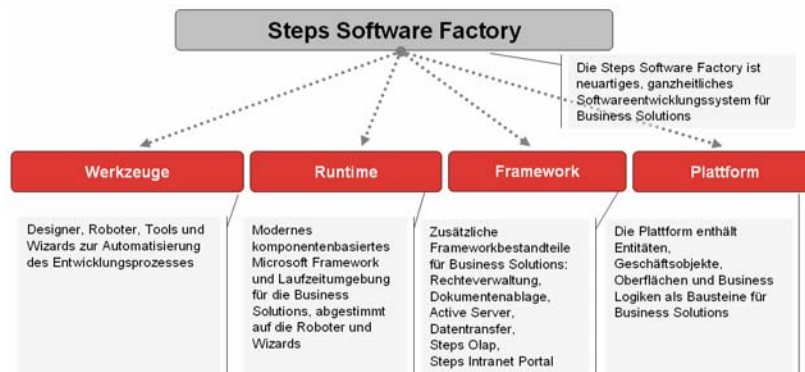 Steps Software Factory
Die Steps Software Factory ist
neuartiges, ganzheitliches
Softwareentwicklungssystem für
Business Solutions
Werkzeuge
Runtime
Framework
Plattform
Designer, Roboter, Tools und
Wizards zur Automatisierung
des Entwicklungsprozesses
Modernes
komponentenbasiertes
Microsoft Framework
und Laufzeitumgebung
für die Business
Solutions, abgestimmt
auf die Roboter und
Wizards
Zusätzliche
Frameworkbestandteile
für Business Solutions:
Rechteverwaltung,
Dokumentenablage,
Active Server,
Datentransfer,
Steps Olap,
Steps Intranet Portal
Die Plattform enthält
Entitäten,
Geschäftsobjekte,
Oberflächen und Business
Logiken als Bausteine für
Business Solutions